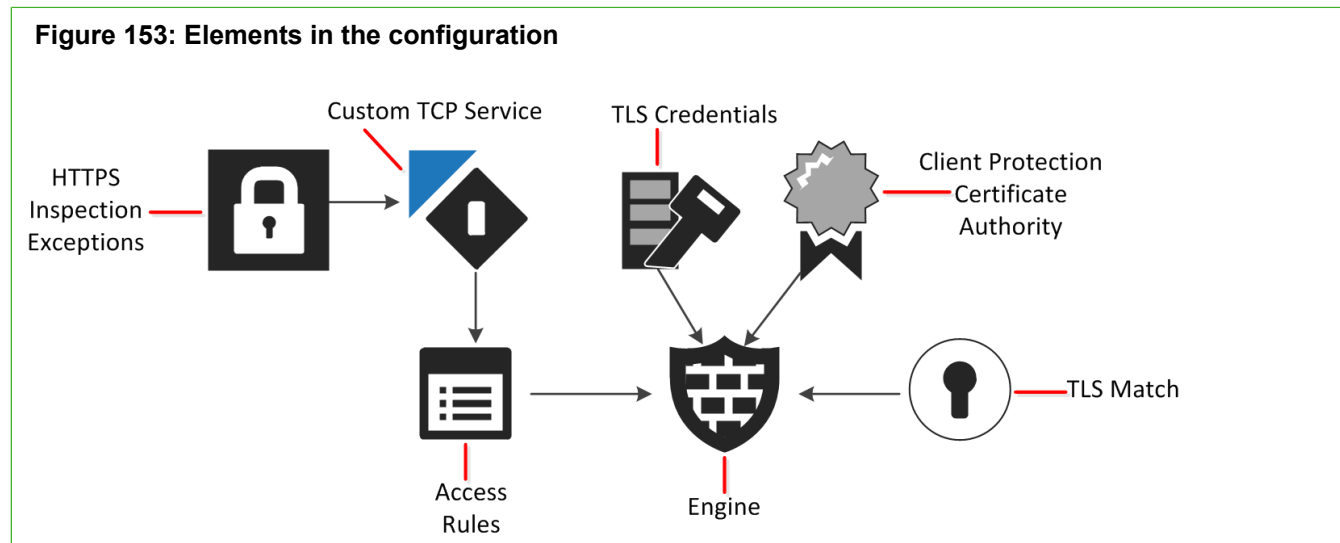 Figure 153: Elements in the configuration
Custom TCP Service
TLS Credentials
HTTPS
Inspection
Exceptions
Client Protection
Certificate
Authority
TLS Match
Access
Rules
Engine